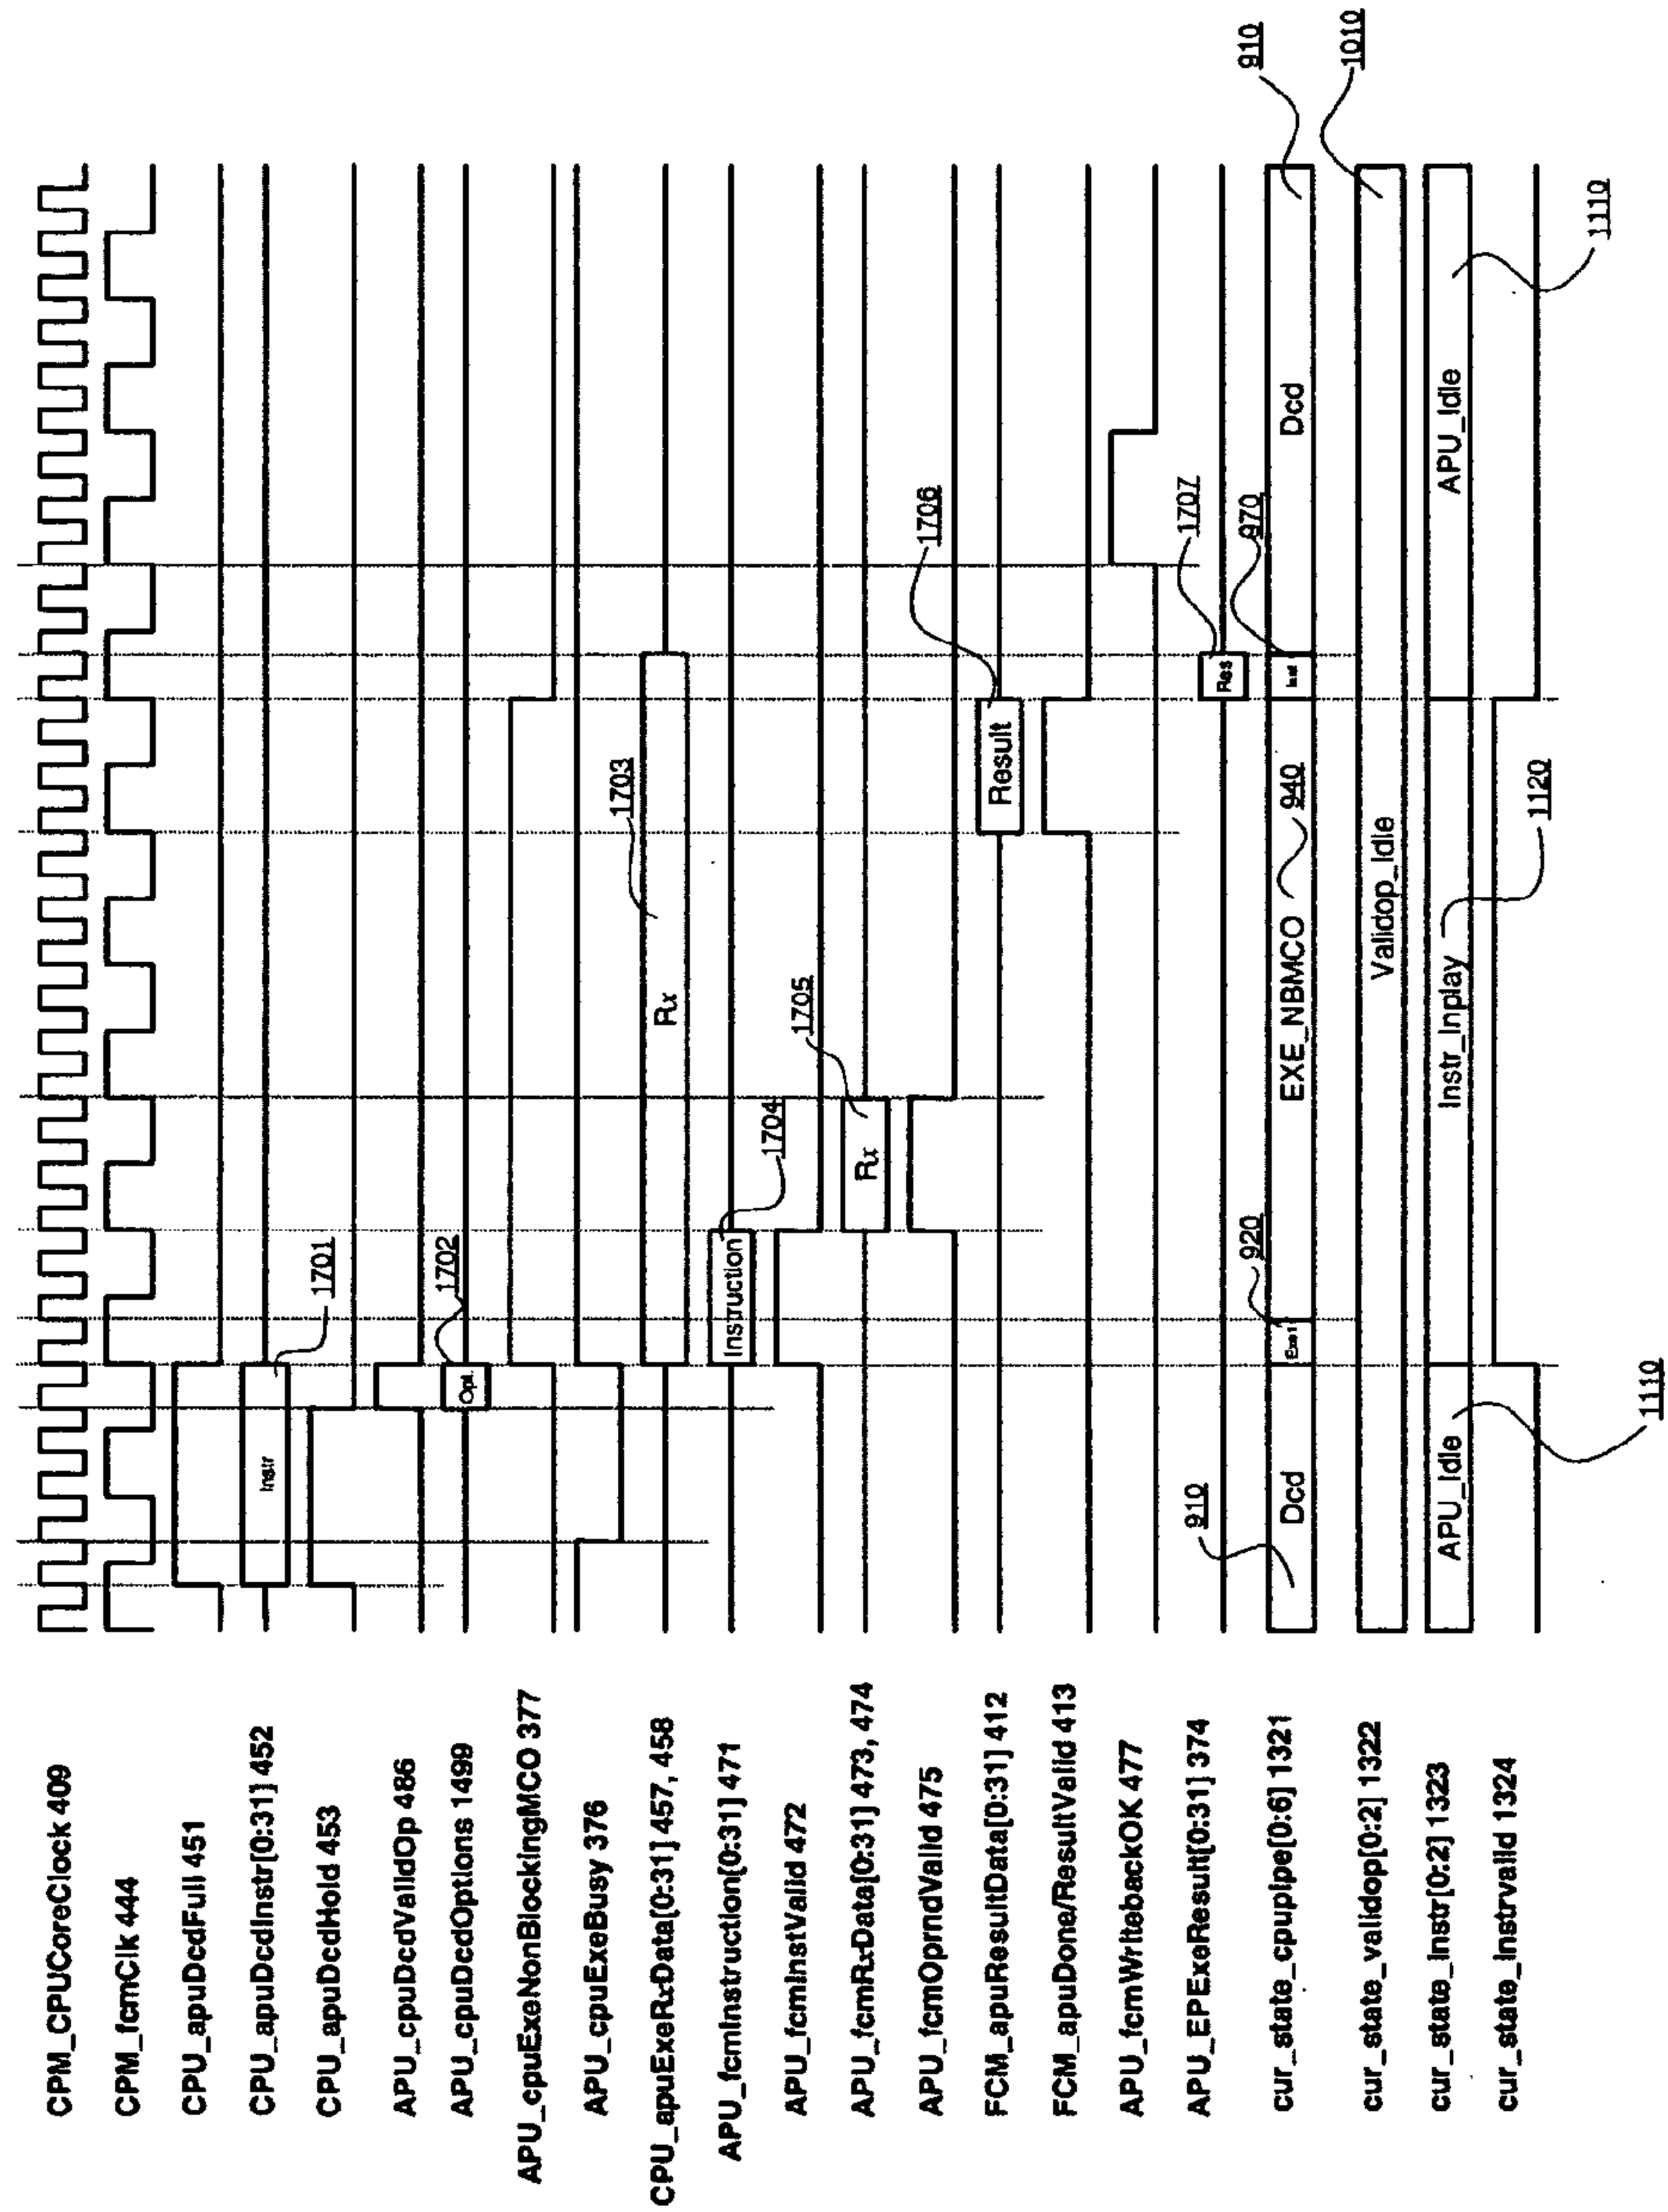 CPM_CPUCoreClock 409
CPM_fcmClk 444
CPU_apuDcdFull 451
CPU_apuDcdInstr[0:31] 452
Instr
1701
CPU_apuDcdHold 453
APU_cpuDcdValidOp 486
APU_cpuDcdOptions 1499
Opt.
1702
APU_cpuExeNonBlockingMCO 377
APU_cpuExeBusy 376
CPU_apuExeRxData[0:31] 457, 458
Rx
1703
APU_fcmInstruction[0:31] 471
Instruction
1704
APU_fcmInstValid 472
APU_fcmRxData[0:31] 473, 474
Rx
1705
APU_fcmOprndValid 475
FCM_apuResultData[0:31] 412
Result
1706
FCM_apuDone/ResultValid 413
APU_fcmWritebackOK 477
APU_EPExeResult[0:31] 374
Res
1707
cur_state_cpupipe[0:6] 1321
910
Dcd
Exe1
920
EXE_NBMCO
940
970
Dcd
910
cur_state_validop[0:2] 1322
Validop_Idle
1010
cur_state_instr[0:2] 1323
APU_Idle
1110
Instr_Inplay
1120
APU_Idle
1110
cur_state_instrvalid 1324